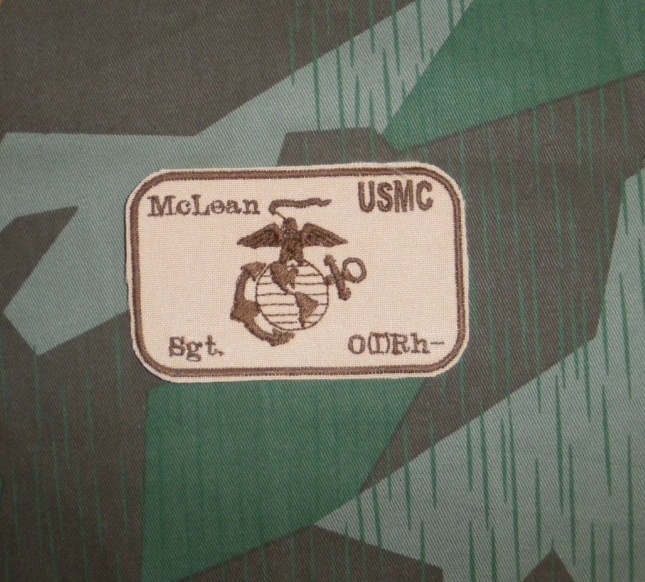 McLean USMC
Sgt. O(I)Rh-